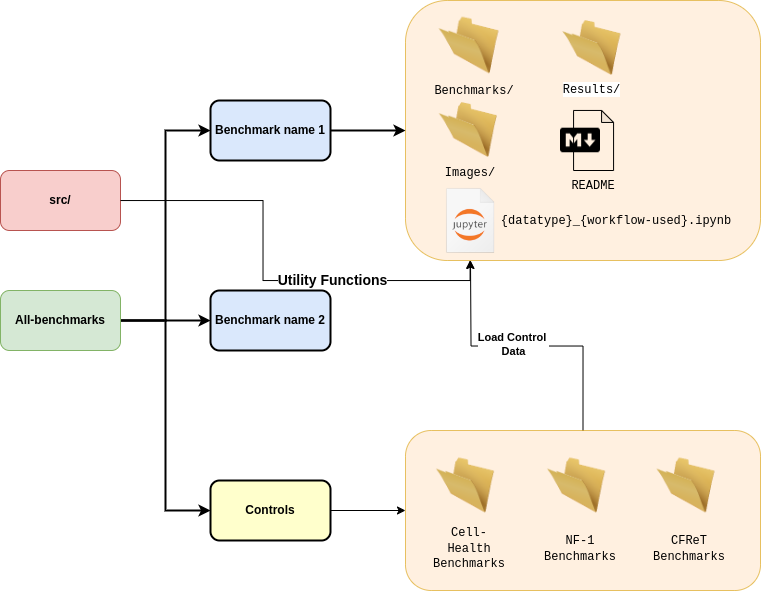 Benchmarks/
Results/
Benchmark name 1
Images/
M
README
src/
jupyter
{datatype}_{workflow-used}.ipynb
Utility Functions
All-benchmarks
Benchmark name 2
Load Control
Data
Controls
Cell-
Health
Benchmarks
NF-1
Benchmarks
CFReT
Benchmarks